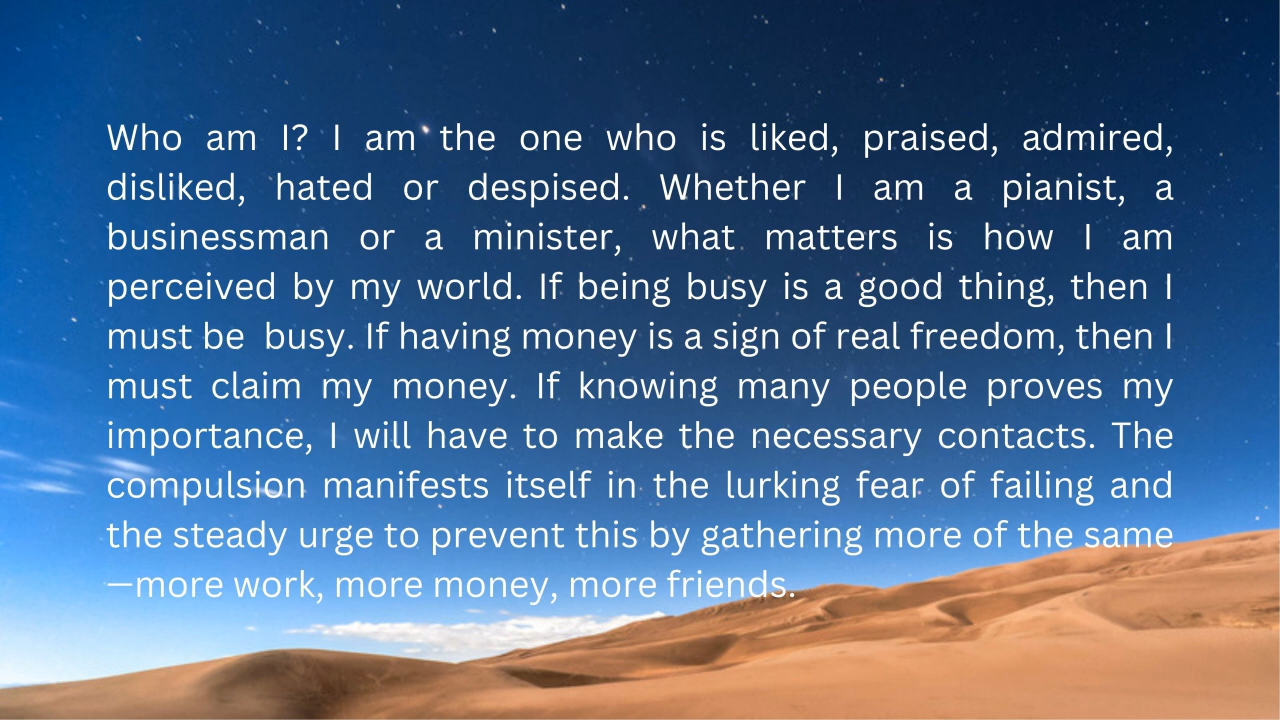 Who am I? I am the one who is liked, praised, admired,
disliked, hated or despised. Whether I am a pianist, a
businessman or a minister, what matters is how I am
perceived by my world. If being busy is a good thing, then I
must be  busy. If having money is a sign of real freedom, then I
must claim my money. If knowing many people proves my
importance, I will have to make the necessary contacts. The
compulsion manifests itself in the lurking fear of failing and
the steady urge to prevent this by gathering more of the same
—more work, more money, more friends.